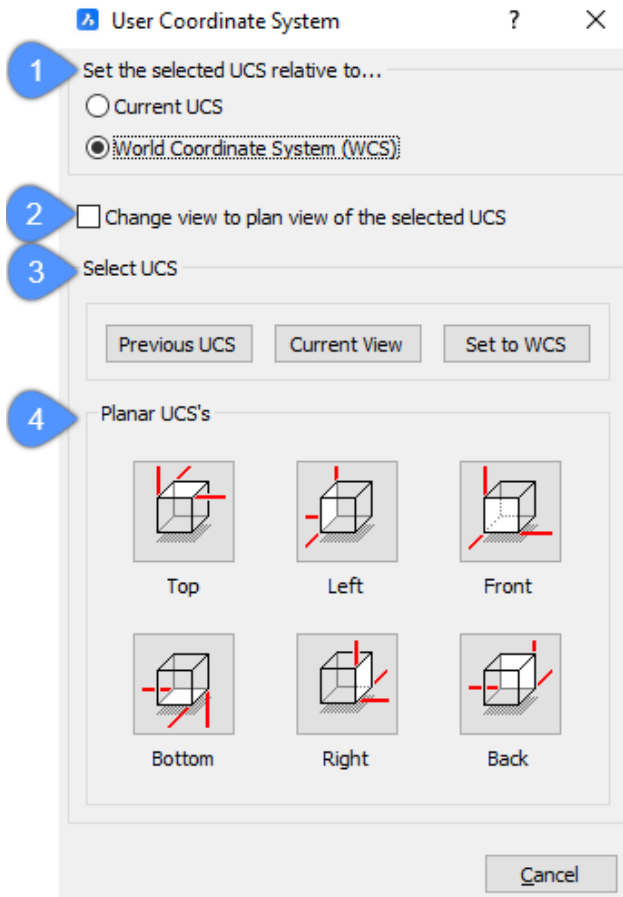 User Coordinate System ? ×
1 Set the selected UCS relative to...
Current UCS
World Coordinate System (WCS)
2 Change view to plan view of the selected UCS
3 Select UCS
Previous UCS Current View Set to WCS
4 Planar UCS's
Top Left Front
Bottom Right Back
Cancel